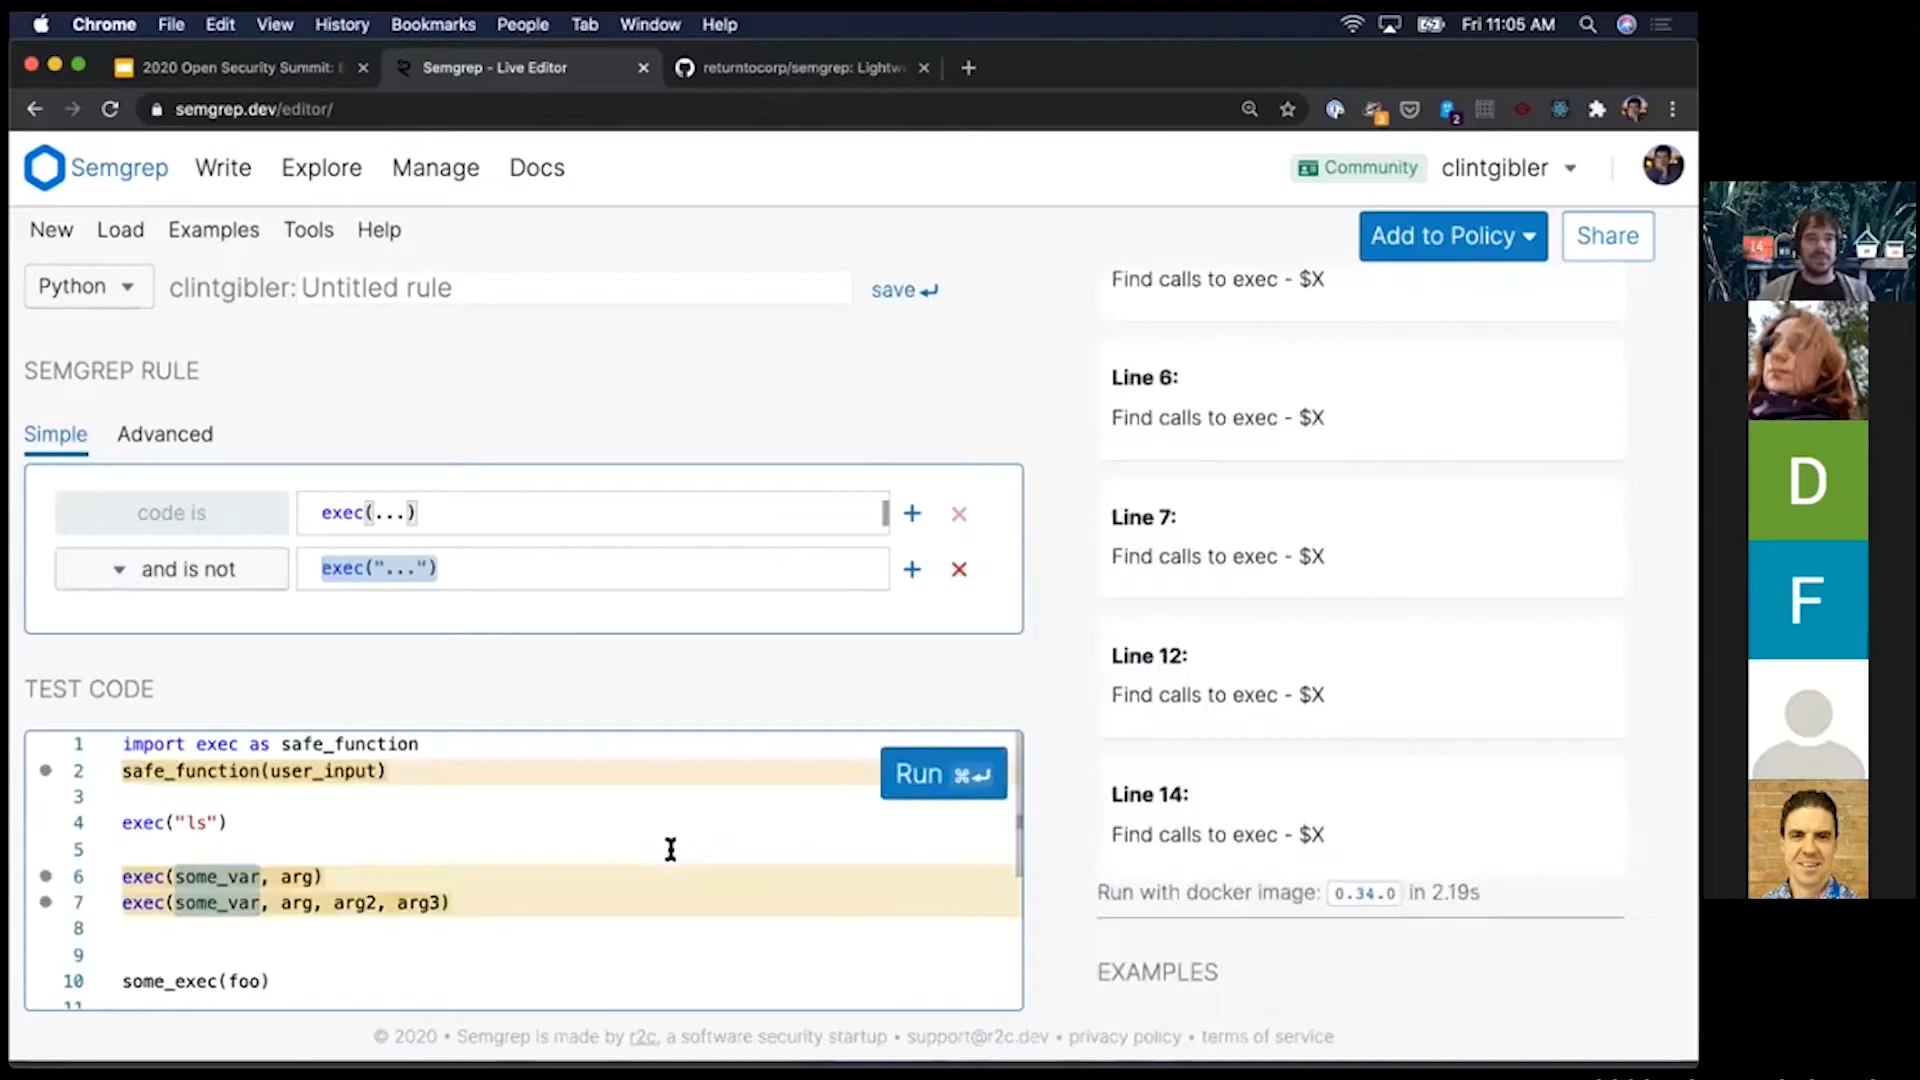 Chrome File Edit View History Bookmarks People Tab Window Help Fri 11:05 AM
2020 Open Security Summit: E Semgrep - Live Editor returntocorp/semgrep: Lightw
semgrep.dev/editor/
3 2
Semgrep Write Explore Manage Docs Community clintgibler
New Load Examples Tools Help Add to Policy Share
Python clintgibler: Untitled rule save
Find calls to exec - $X
SEMGREP RULE
Simple Advanced
code is exec(...)
and is not exec("...")
TEST CODE
1 import exec as safe_function
2 safe_function(user_input)
3
4 exec("ls")
5
6 exec(some_var, arg)
7 exec(some_var, arg, arg2, arg3)
8
9
10 some_exec(foo)
11
Run ⌘
Line 6:
Find calls to exec - $X
Line 7:
Find calls to exec - $X
Line 12:
Find calls to exec - $X
Line 14:
Find calls to exec - $X
Run with docker image: 0.34.0 in 2.19s
EXAMPLES
© 2020 • Semgrep is made by r2c, a software security startup • support@r2c.dev • privacy policy • terms of service
14
D
F